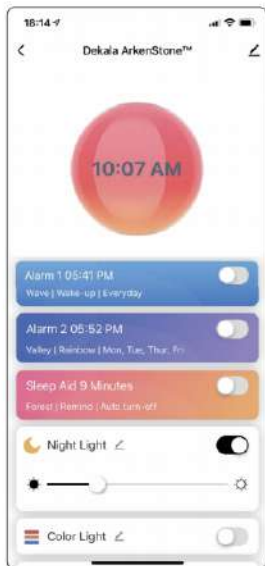 18:14
Dekala ArkenStone™
10:07 AM
Alarm 1 05:41 PM
Wave | Wake-up | Everyday
Alarm 2 05:52 PM
Valley | Rainbow | Mon, Tue, Thur, Fri
Sleep Aid 9 Minutes
Forest | Remind | Auto turn-off
Night Light
Color Light